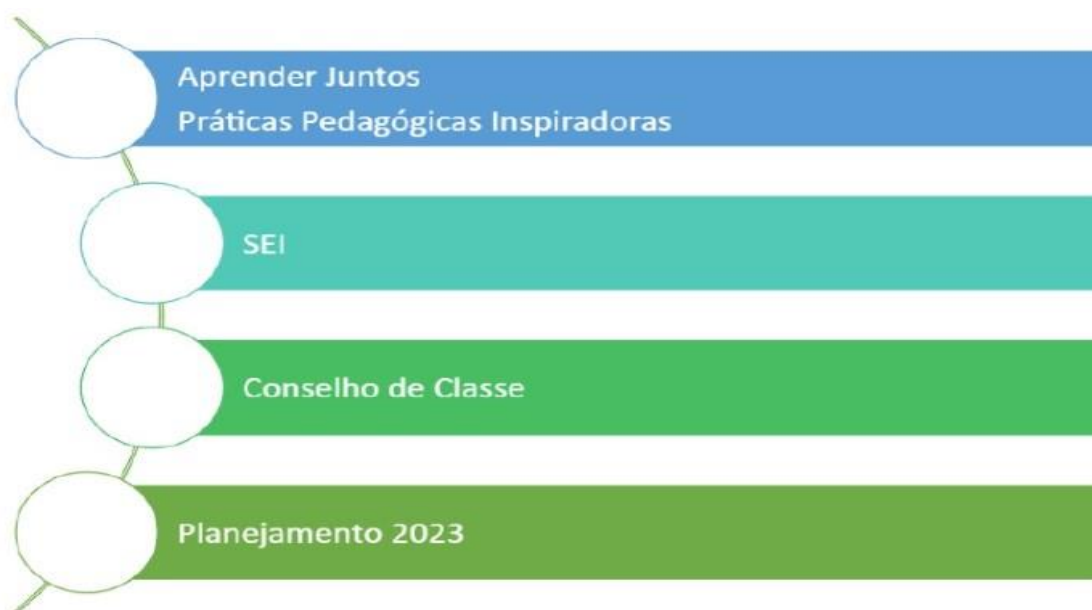 Aprender Juntos
Práticas Pedagógicas Inspiradoras
SEI
Conselho de Classe
Planejamento 2023